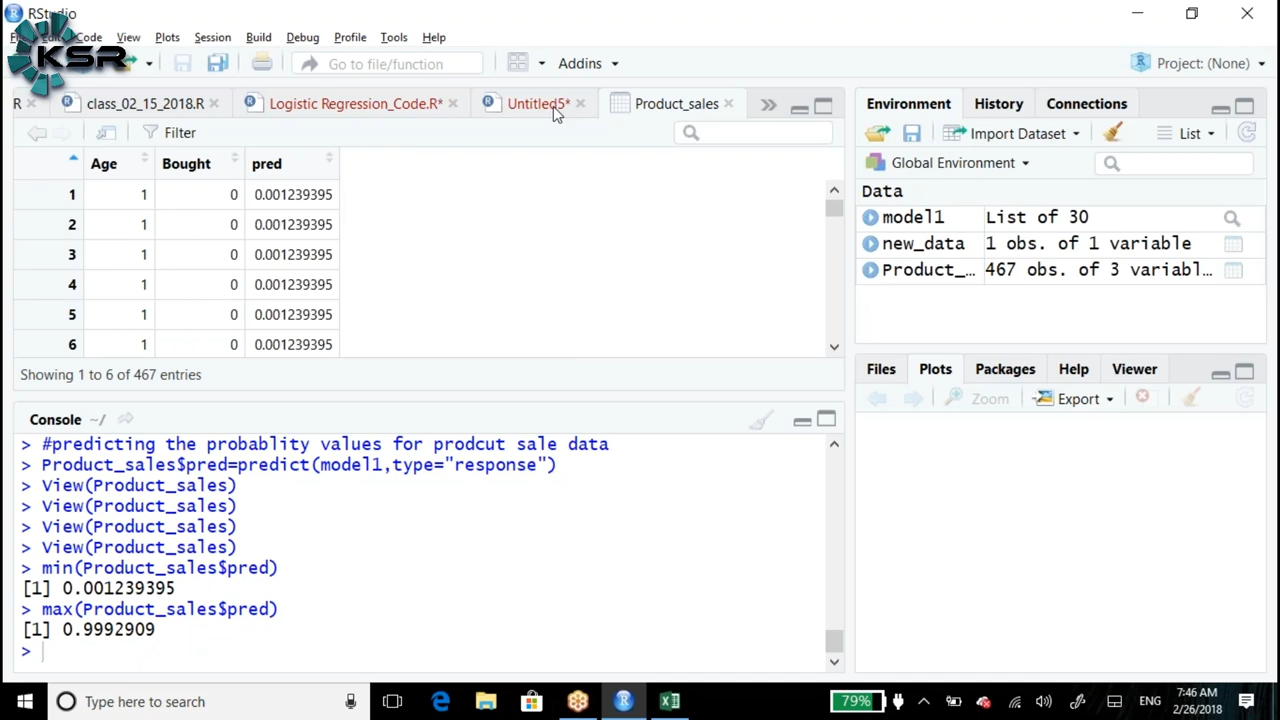 RStudio
KSR
Code View Plots Session Build Debug Profile Tools Help
Go to file/function
Addins
Project: (None)
R
class_02_15_2018.R
Logistic Regression_Code.R*
Untitled5*
Product_sales
Filter
Age Bought pred
1 1 0 0.001239395
2 1 0 0.001239395
3 1 0 0.001239395
4 1 0 0.001239395
5 1 0 0.001239395
6 1 0 0.001239395
Showing 1 to 6 of 467 entries
Console ~/
> #predicting the probablity values for prodcut sale data
> Product_sales$pred=predict(model1,type="response")
> View(Product_sales)
> View(Product_sales)
> View(Product_sales)
> View(Product_sales)
> min(Product_sales$pred)
[1] 0.001239395
> max(Product_sales$pred)
[1] 0.9992909
>
Environment History Connections
Import Dataset
List
Global Environment
Data
model1 List of 30
new_data 1 obs. of 1 variable
Product_... 467 obs. of 3 variabl...
Files Plots Packages Help Viewer
Zoom Export
Type here to search
79%
ENG
7:46 AM
2/26/2018